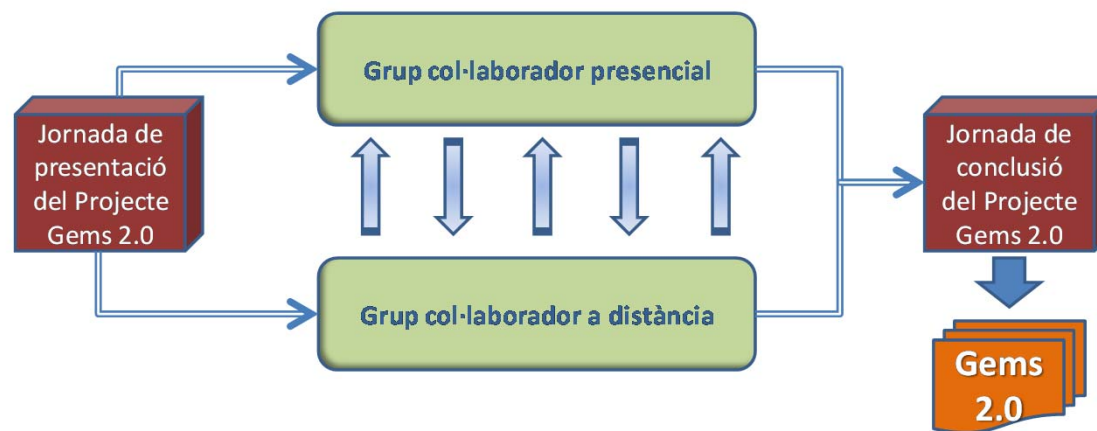 Grup col·laborador presencial
Jornada de
presentació
del Projecte
Gems 2.0
Jornada de
conclusió
del Projecte
Gems 2.0
Grup col·laborador a distància
Gems
2.0